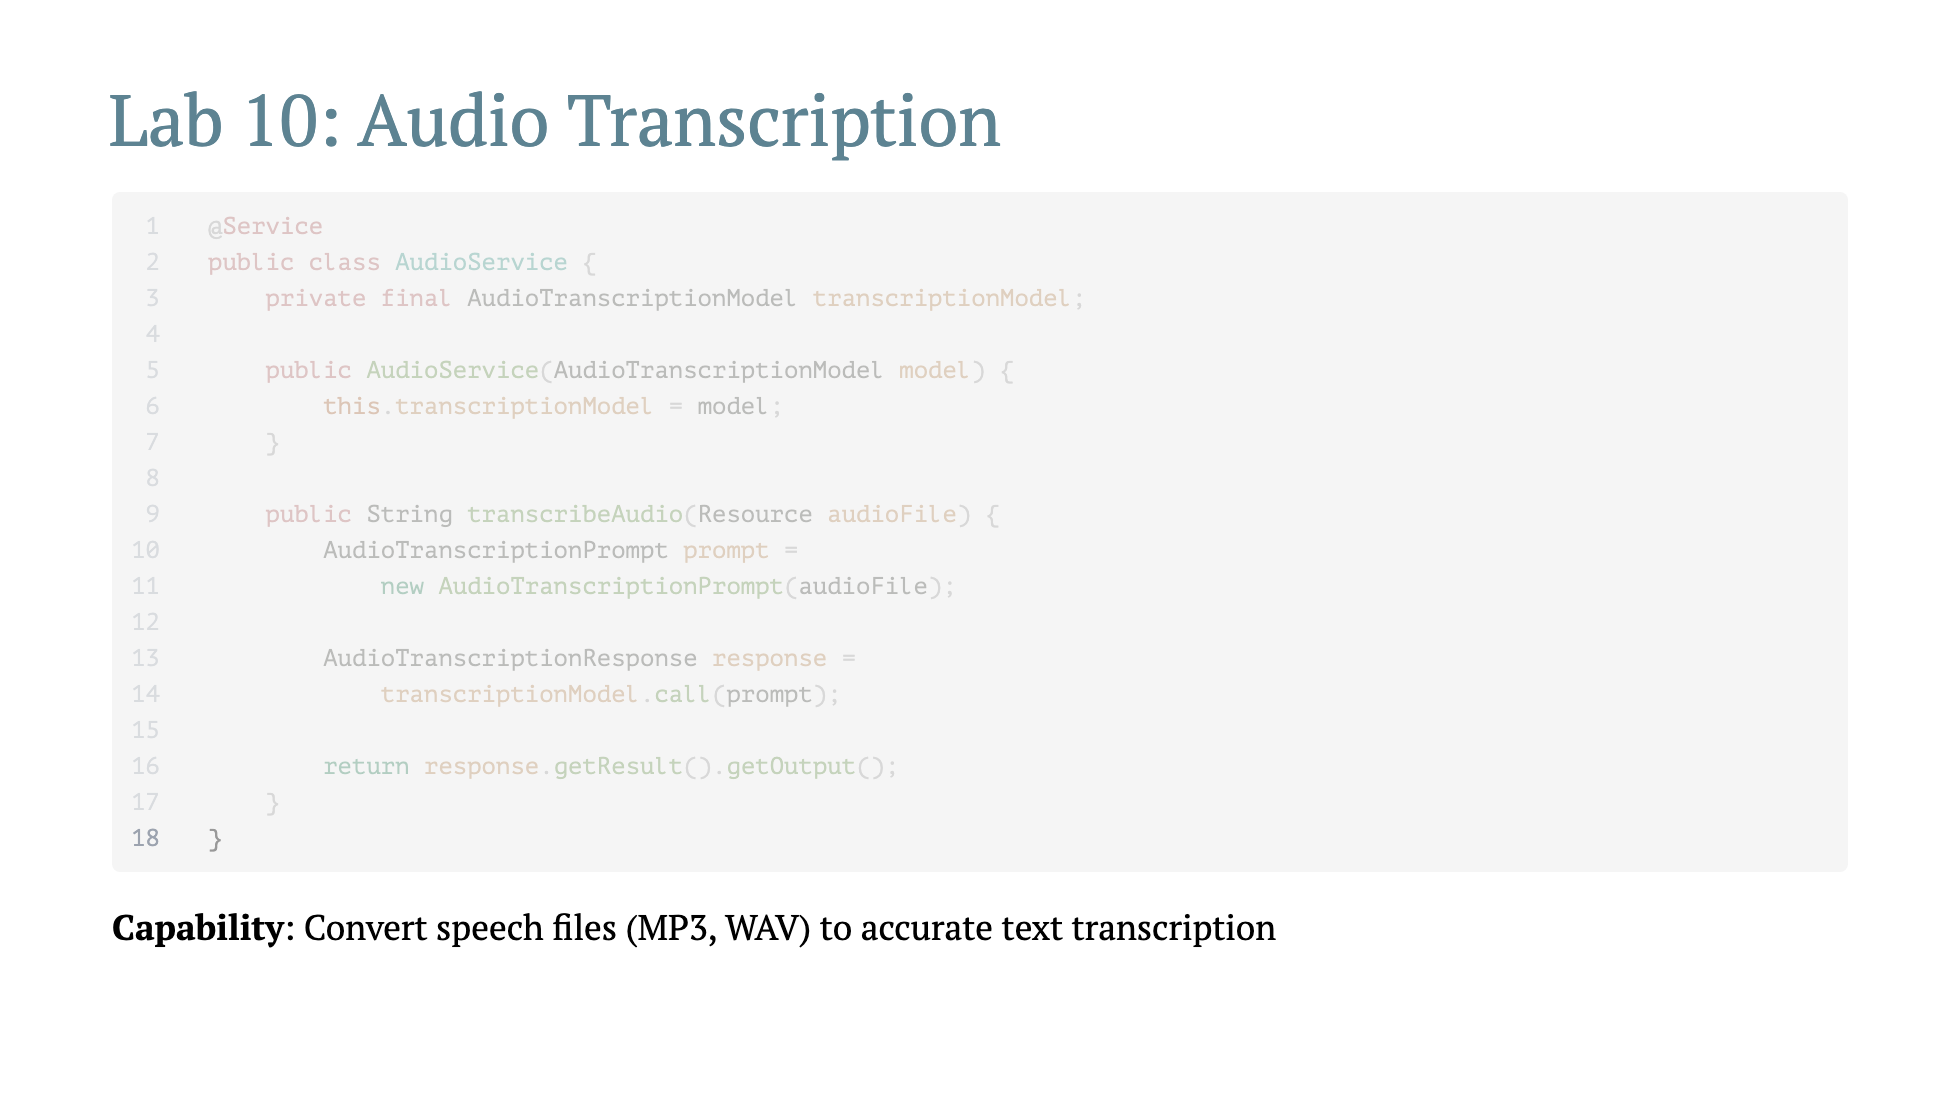 Lab 10: Audio Transcription
1 @Service
2 public class AudioService {
3     private final AudioTranscriptionModel transcriptionModel;
4
5     public AudioService(AudioTranscriptionModel model) {
6         this.transcriptionModel = model;
7     }
8
9     public String transcribeAudio(Resource audioFile) {
10         AudioTranscriptionPrompt prompt =
11             new AudioTranscriptionPrompt(audioFile);
12
13         AudioTranscriptionResponse response =
14             transcriptionModel.call(prompt);
15
16         return response.getResult().getOutput();
17     }
18 }
Capability: Convert speech files (MP3, WAV) to accurate text transcription